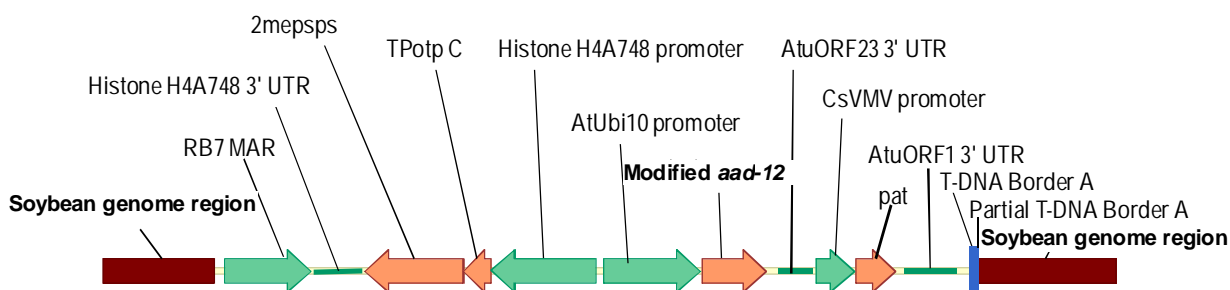 2mepsps
TPotp C
Histone H4A748 promoter
AtuORF23 3' UTR
Histone H4A748 3' UTR
CsVMV promoter
AtUbi10 promoter
RB7 MAR
AtuORF1 3' UTR
Modified aad-12
T-DNA Border A
pat
Soybean genome region
Partial T-DNA Border A
Soybean genome region